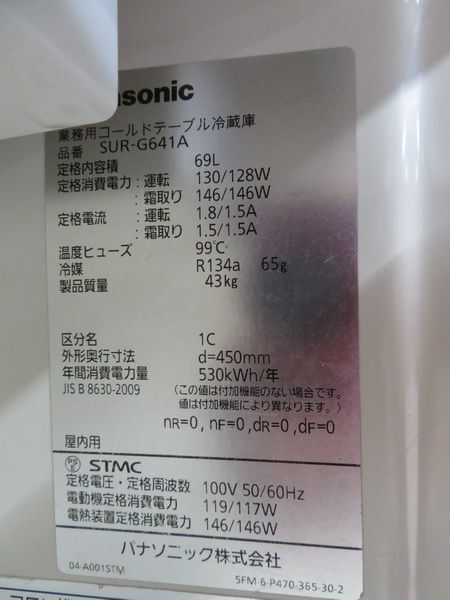 asonic
業務用コールドテーブル冷蔵庫
品番 SUR-G641A
定格内容積 69L
定格消費電力:運転 130/128W
:霜取り 146/146W
定格電流 :運転 1.8/1.5A
:霜取り 1.5/1.5A
温度ヒューズ 99℃
冷媒 R134a 65g
製品質量 43kg
区分名 1C
外形奥行寸法 d=450mm
年間消費電力量 530kWh/年
JIS B 8630-2009 (この値は付加機能のない場合です。
値は付加機能により異なります。)
nR=0, nF=0,dR=0,dF=0
屋内用
PS E STMC
定格電圧・定格周波数 100V 50/60Hz
電動機定格消費電力 119/117W
電熱装置定格消費電力 146/146W
パナソニック株式会社
04-A001STM
5FM-6-P470-365-30-2